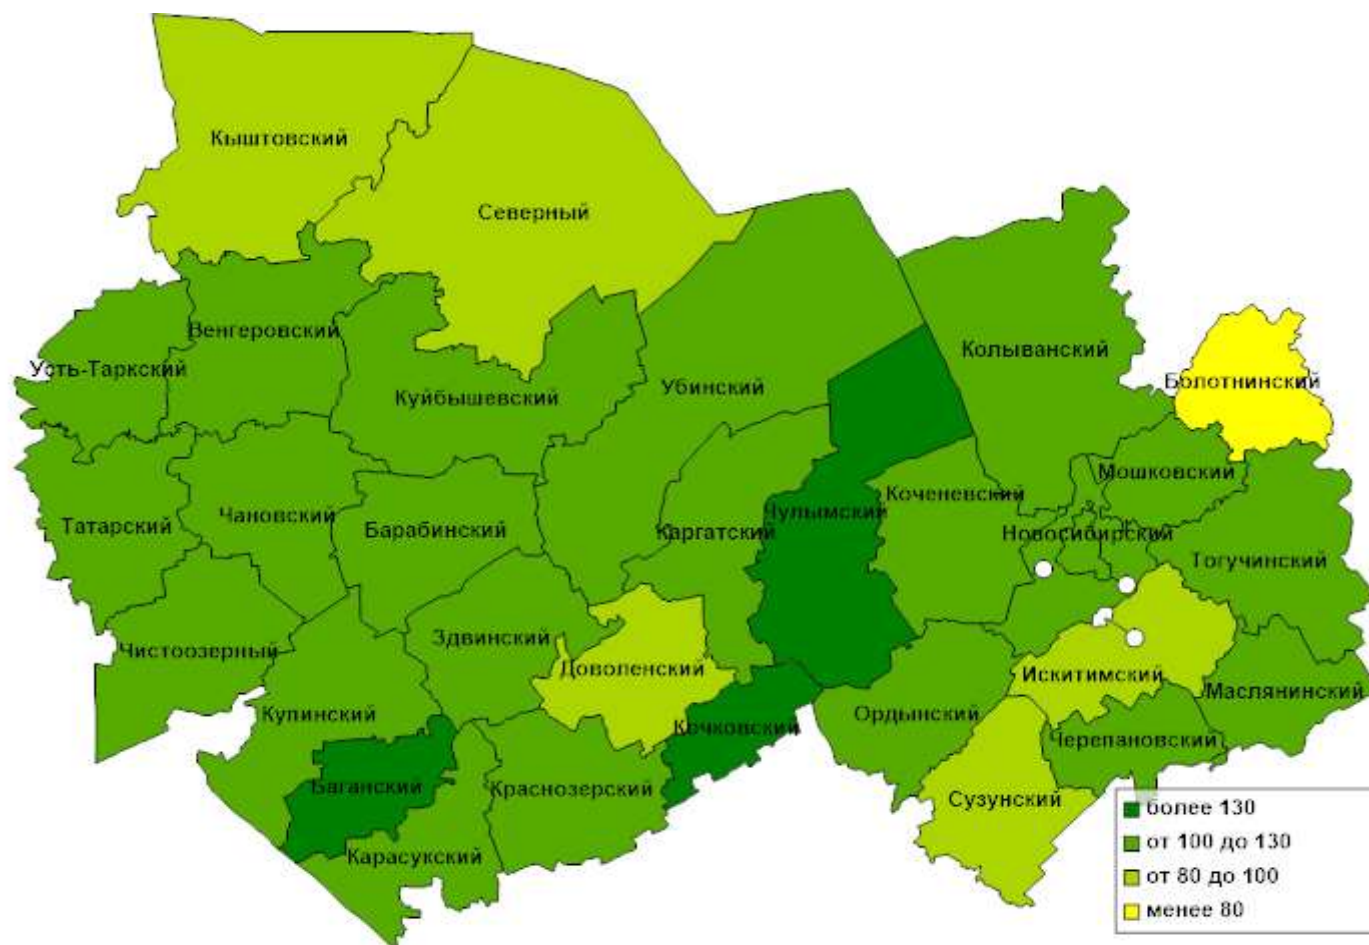 Кыштовский
Северный
Венгеровский
Усть-Таркский
Куйбышевский
Убинский
Колыванский
Болотнинский
Мошковский
Коченевский
Чулымский
Каргатский
Барабинский
Чановский
Татарский
Новосибирский
Тогучинский
Чистоозерный
Здвинский
Доволенский
Искитимский
Маслянинский
Купинский
Кочковский
Ордынский
Черепановский
Баганский
Краснозерский
Сузунский
Карасукский
более 130
от 100 до 130
от 80 до 100
менее 80